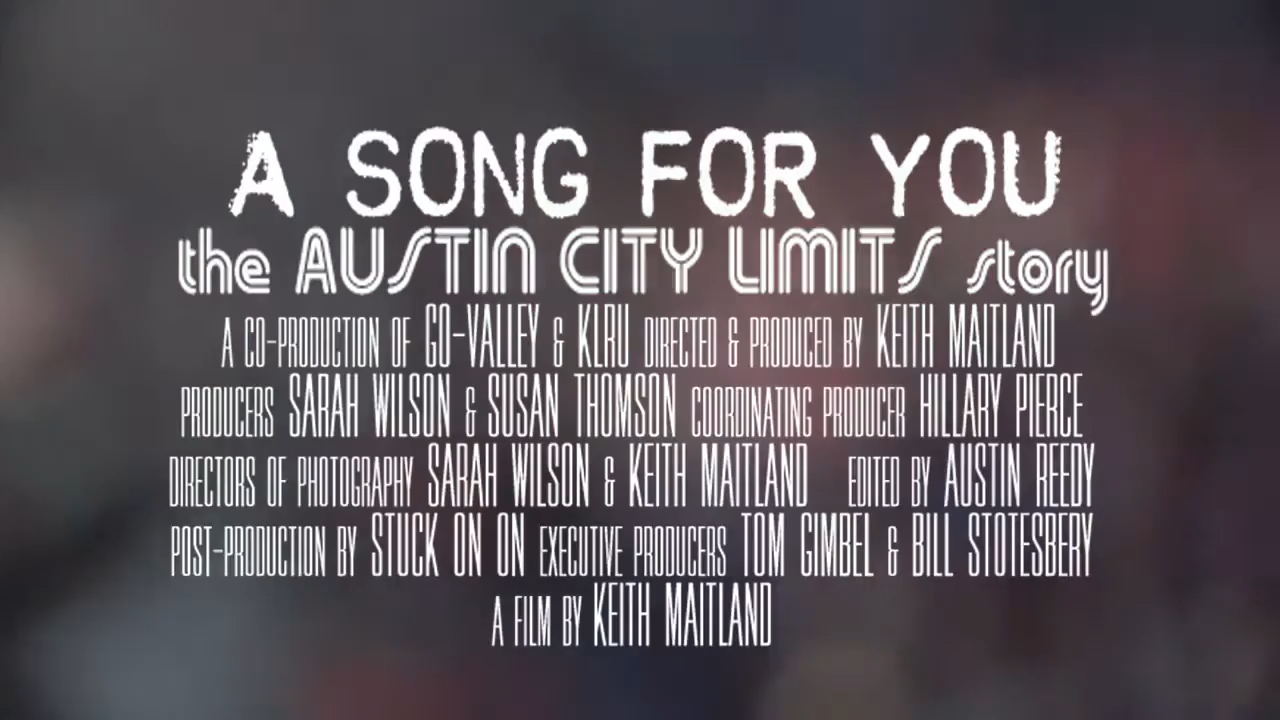 A SONG FOR YOU
the AUSTIN CITY LIMITS story
A CO-PRODUCTION OF GO-VALLEY & KLRU DIRECTED & PRODUCED BY KEITH MAITLAND
PRODUCERS SARAH WILSON & SUSAN THOMSON COORDINATING PRODUCER HILLARY PIERCE
DIRECTORS OF PHOTOGRAPHY SARAH WILSON & KEITH MAITLAND EDITED BY AUSTIN REEDY
POST-PRODUCTION BY STUCK ON ON EXECUTIVE PRODUCERS TOM GIMBEL & BILL STOTESBERY
A FILM BY KEITH MAITLAND